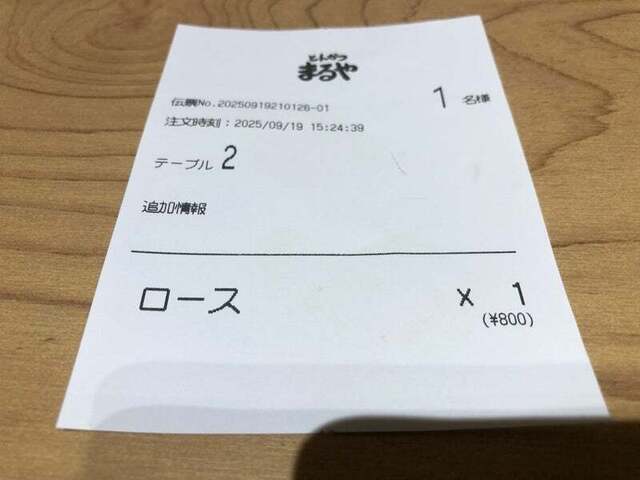 とんかつ
まるや
伝票No.20250919210126-01
1 名様
注文時刻：2025/09/19 15:24:39
テーブル 2
追加情報
ロース x 1
(¥800)